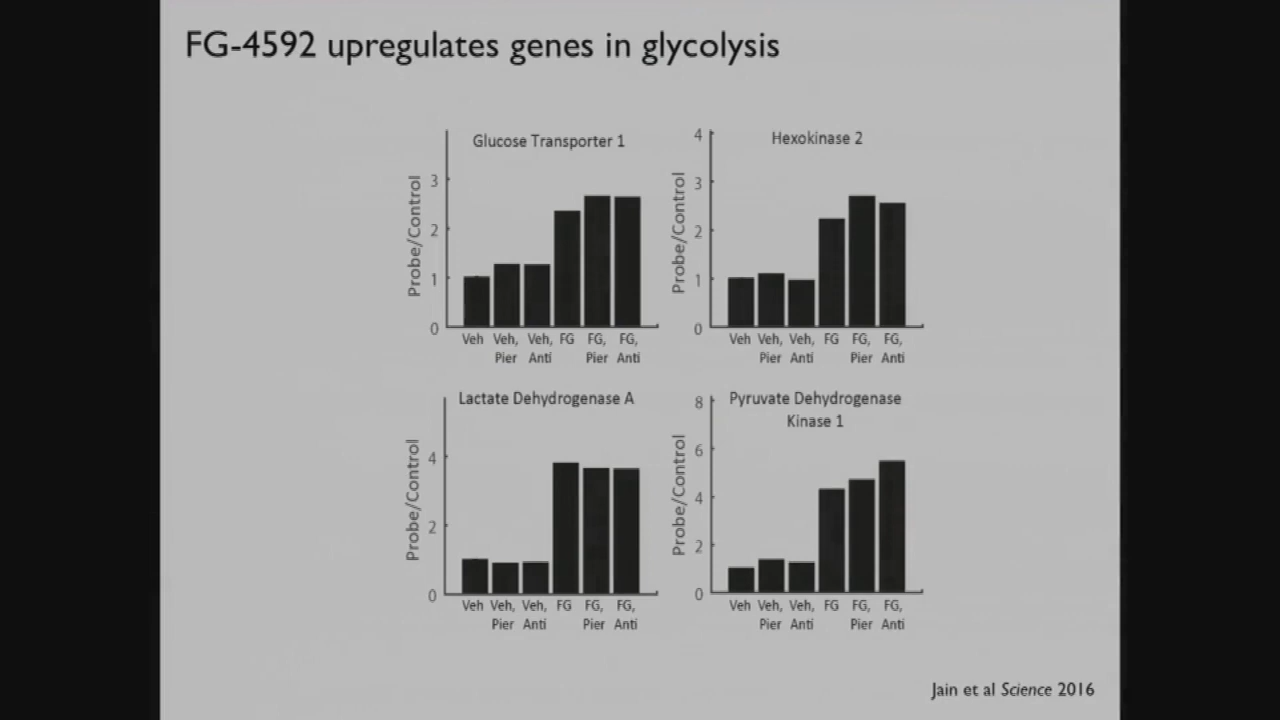 FG-4592 upregulates genes in glycolysis
Glucose Transporter 1
Probe/Control
3
2
1
0
Veh Veh, Veh, FG FG, FG,
Pier Anti Pier Anti
Hexokinase 2
Probe/Control
4
3
2
1
0
Veh Veh, Veh, FG FG, FG,
Pier Anti Pier Anti
Lactate Dehydrogenase A
Probe/Control
4
2
0
Veh Veh, Veh, FG FG, FG,
Pier Anti Pier Anti
Pyruvate Dehydrogenase
Kinase 1
Probe/Control
8
6
4
2
0
Veh Veh, Veh, FG FG, FG,
Pier Anti Pier Anti
Jain et al Science 2016